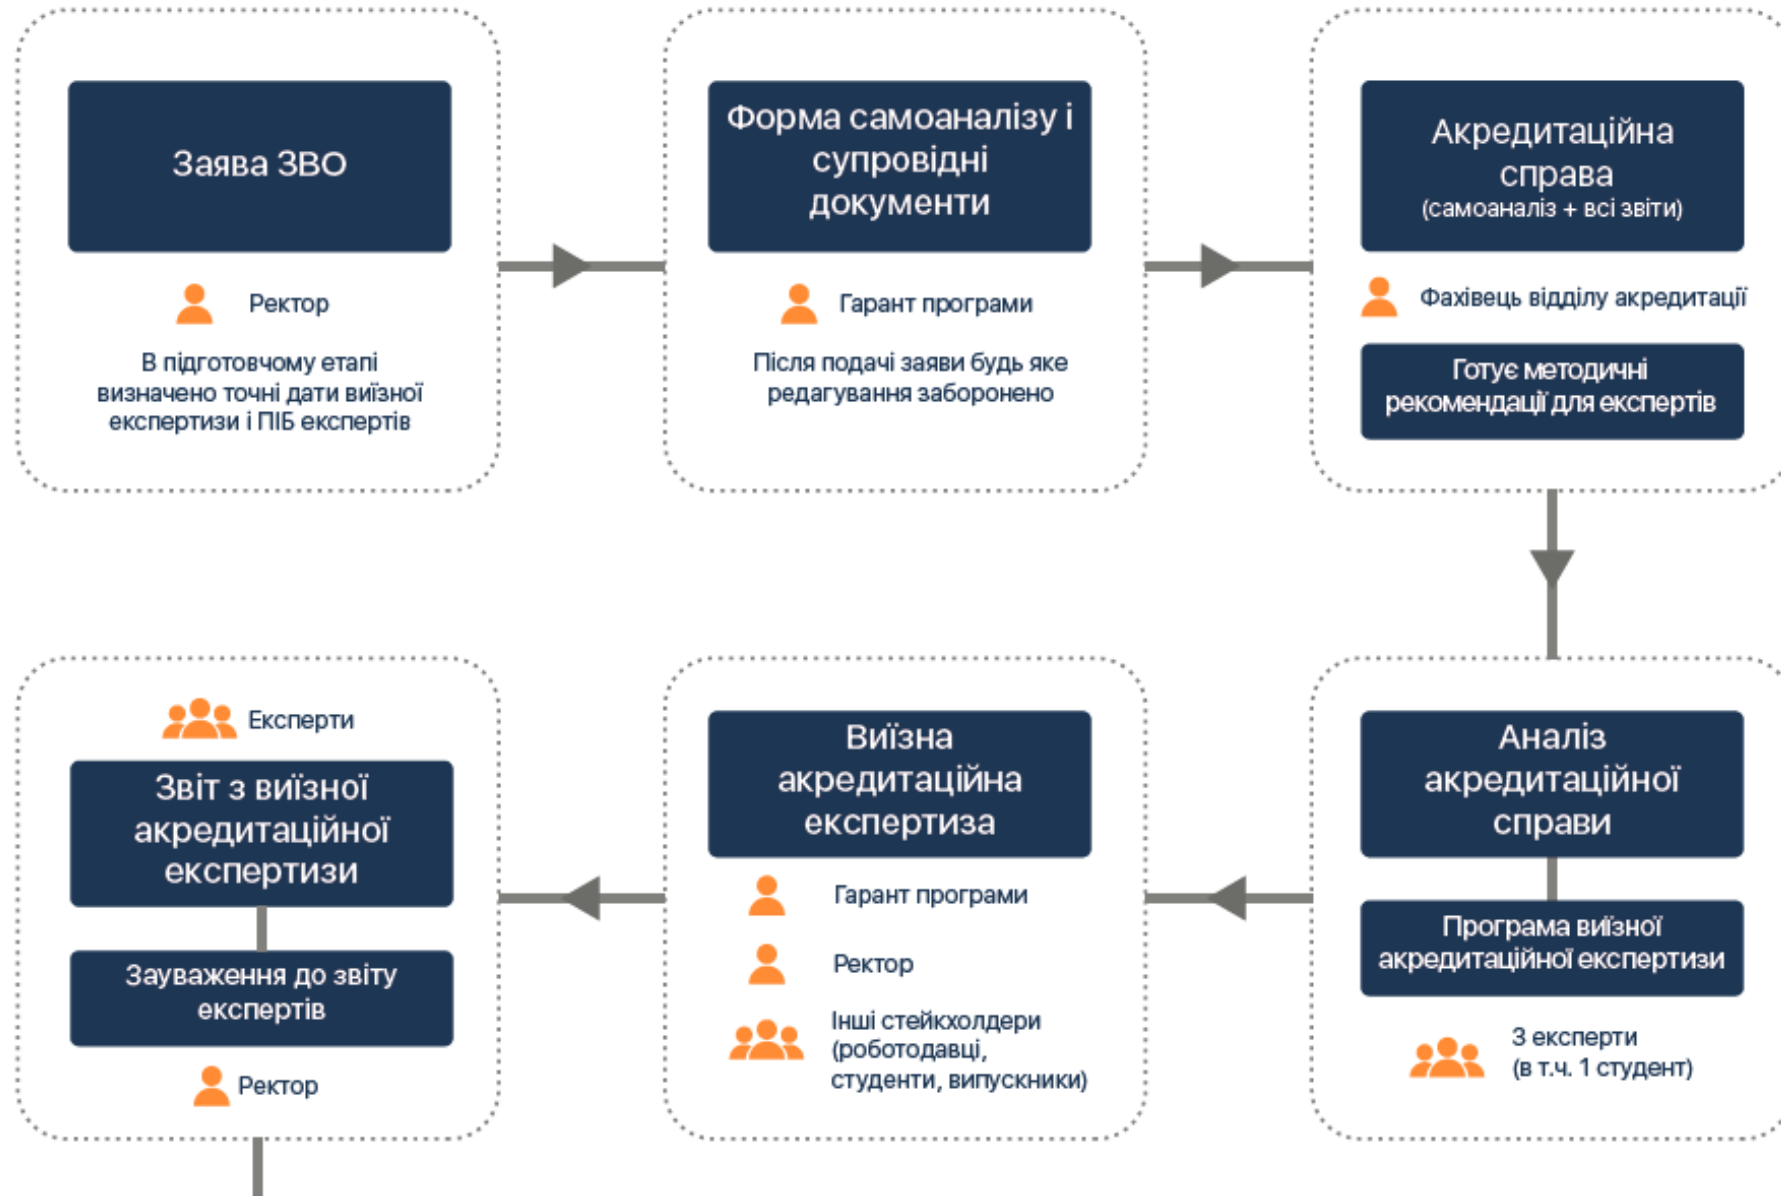 Заява ЗВО
Ректор
В підготовчому етапі
визначено точні дати виїзної
експертизи і ПІБ експертів
Форма самоаналізу і
супровідні
документи
Гарант програми
Після подачі заяви будь яке
редагування заборонено
Акредитаційна
справа
(самоаналіз + всі звіти)
Фахівець відділу акредитації
Готує методичні
рекомендації для експертів
Аналіз
акредитаційної
справи
Програма виїзної
акредитаційної експертизи
3 експерти
(в т.ч. 1 студент)
Виїзна
акредитаційна
експертиза
Гарант програми
Ректор
Інші стейкхолдери
(роботодавці,
студенти, випускники)
Експерти
Звіт з виїзної
акредитаційної
експертизи
Зауваження до звіту
експертів
Ректор